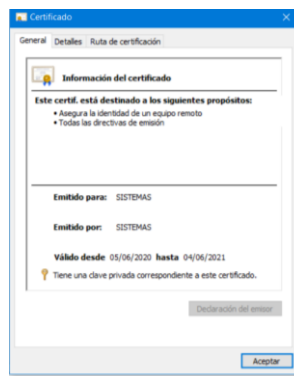 Certificado
General Detalles Ruta de certificación
Información del certificado
Este certif. está destinado a los siguientes propósitos:
• Asegura la identidad de un equipo remoto
• Todas las directivas de emisión
Emitido para: SISTEMAS
Emitido por: SISTEMAS
Válido desde 05/06/2020 hasta 04/06/2021
Tiene una clave privada correspondiente a este certificado.
Declaración del emisor
Aceptar